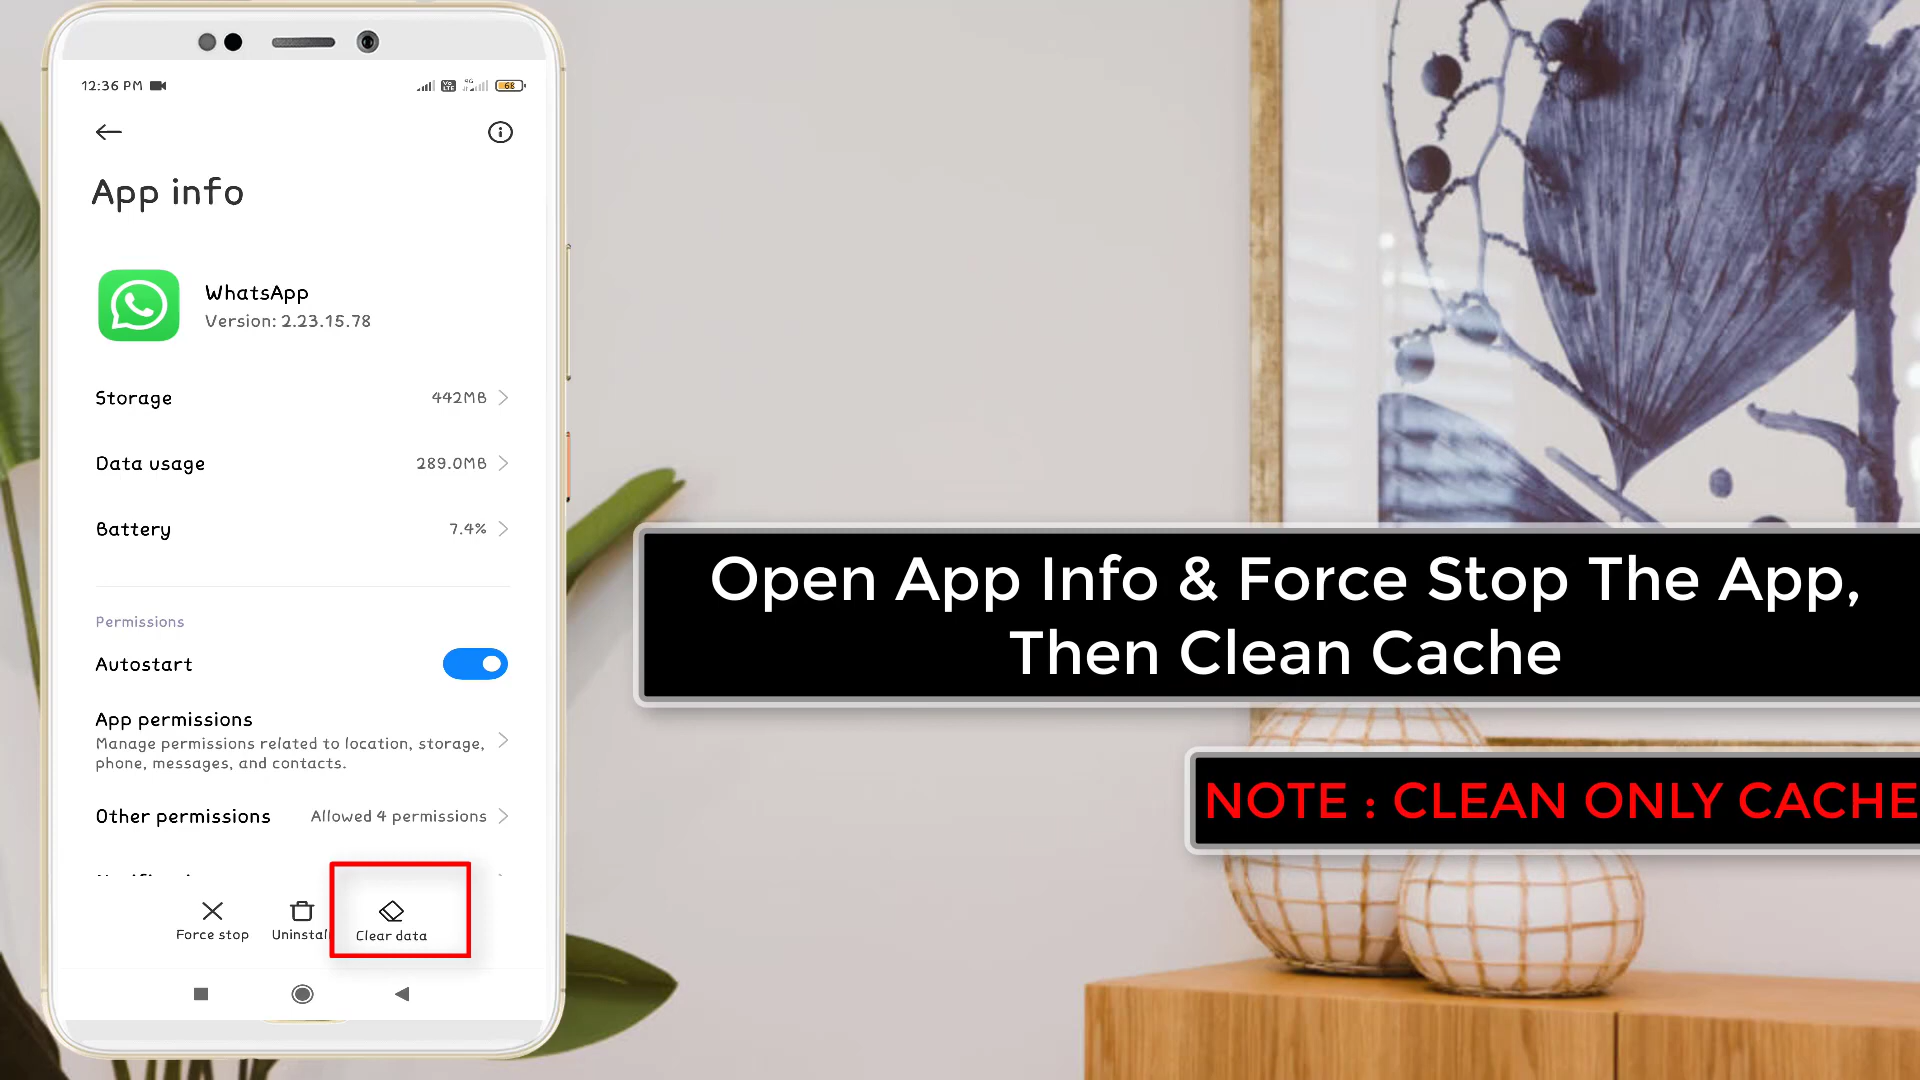 12:36 PM
4G
68
App info
WhatsApp
Version: 2.23.15.78
Storage 442MB
Data usage 289.0MB
Battery 7.4%
Permissions
Autostart
App permissions
Manage permissions related to location, storage,
phone, messages, and contacts.
Other permissions Allowed 4 permissions
Force stop Uninstall Clear data
Open App Info & Force Stop The App,
Then Clean Cache
NOTE : CLEAN ONLY CACHE